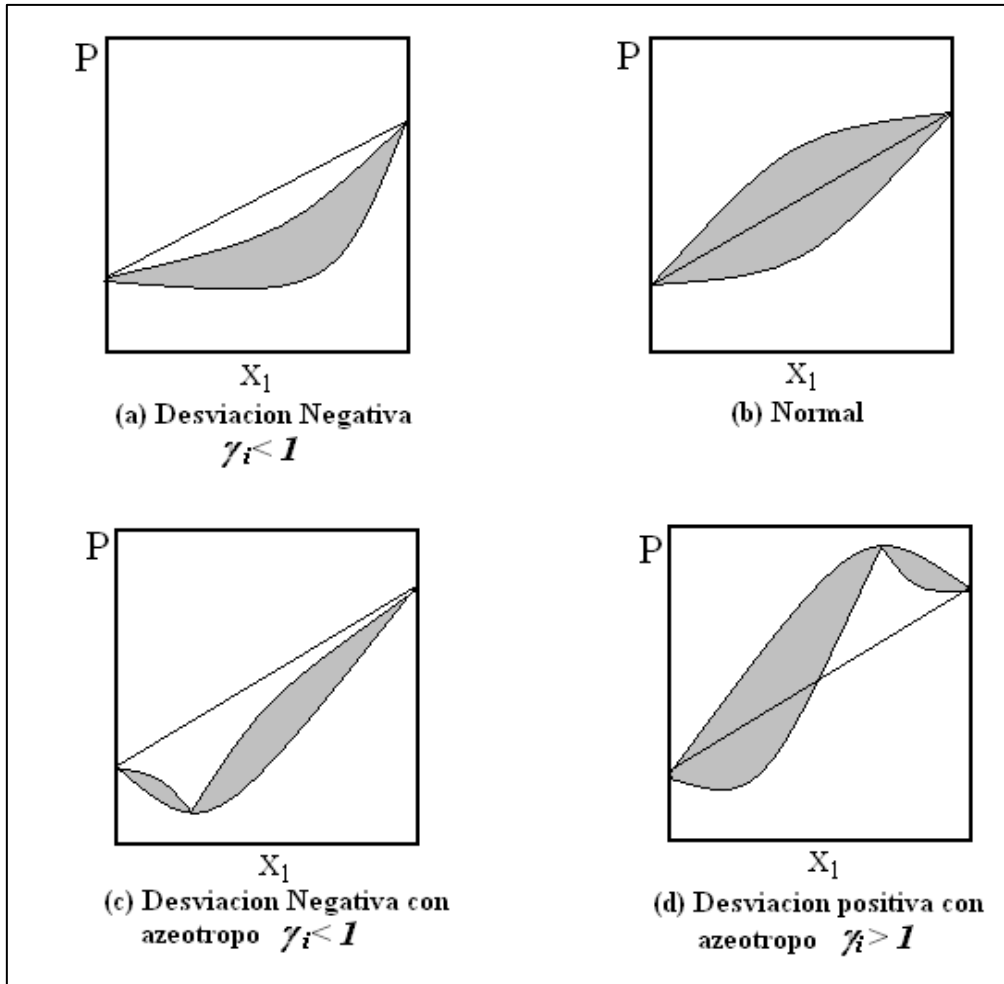 P
X1
(a) Desviacion Negativa
γi< 1
P
X1
(b) Normal
P
X1
(c) Desviacion Negativa con
azeotropo γi< 1
P
X1
(d) Desviacion positiva con
azeotropo γi> 1